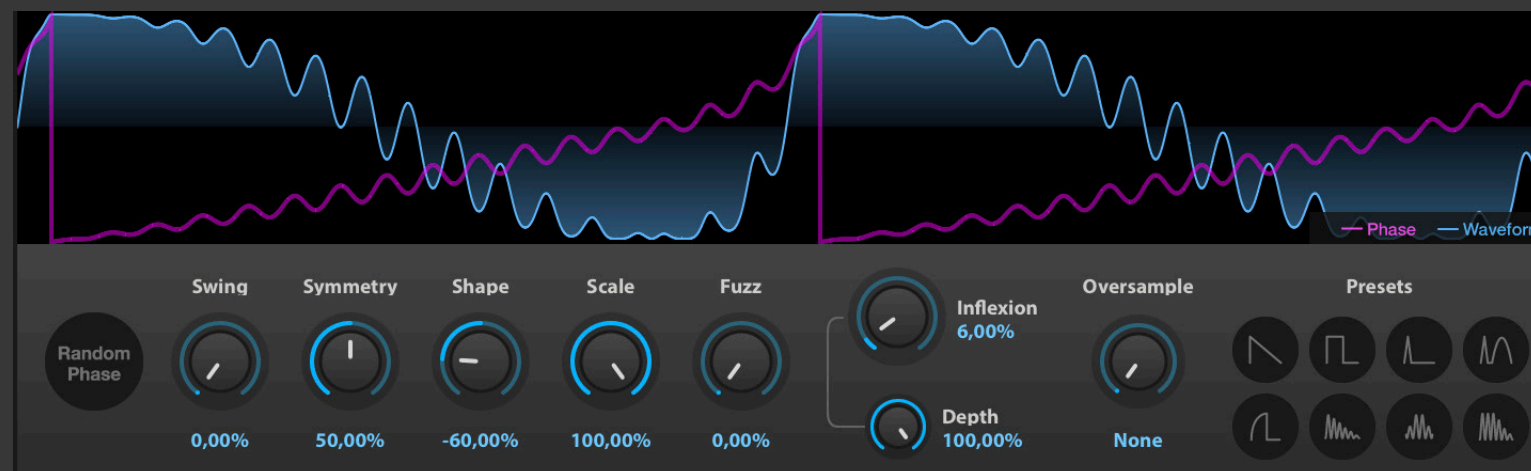 Phase
Waveform
Swing
Symmetry
Shape
Scale
Fuzz
Inflexion
6,00%
Oversample
Presets
Random
Phase
Depth
100,00%
0,00%
50,00%
-60,00%
100,00%
0,00%
None